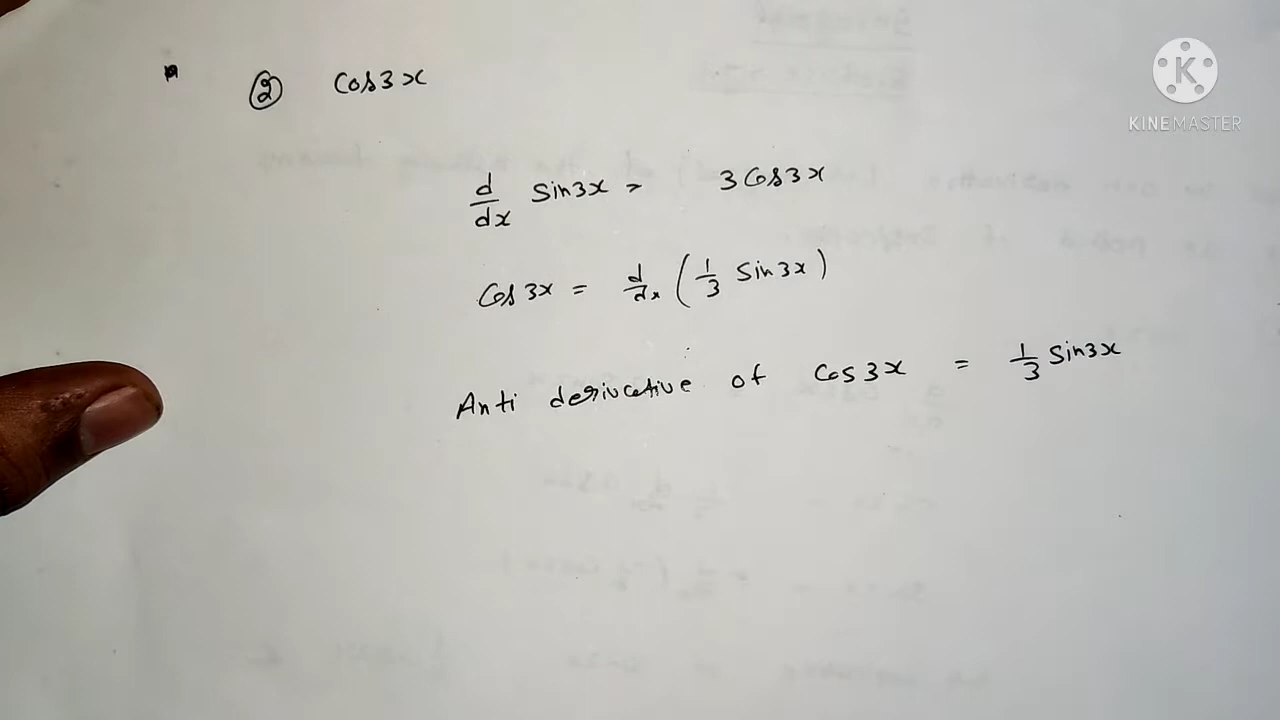 ② Cos3x
K
KINEMASTER
d/dx Sin3x = 3Cos3x
Cos3x = d/dx (1/3 Sin3x)
Anti derivative of Cos3x = 1/3 Sin3x